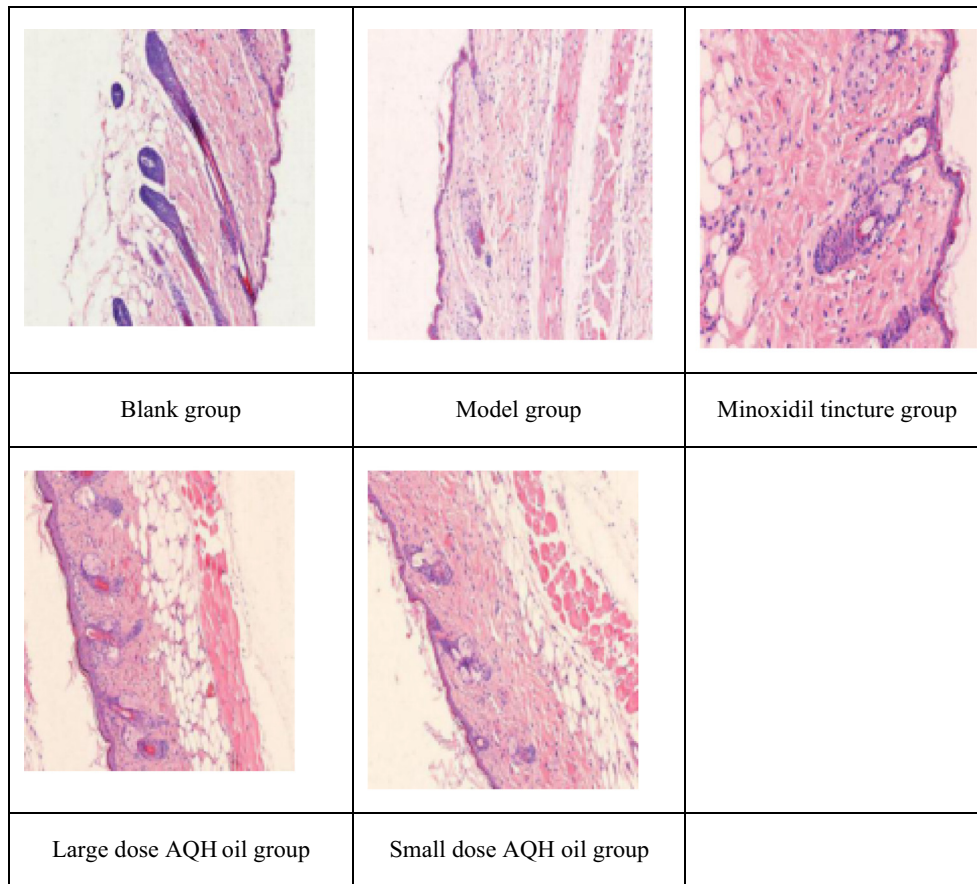 Blank group
Model group
Minoxidil tincture group
Large dose AQH oil group
Small dose AQH oil group